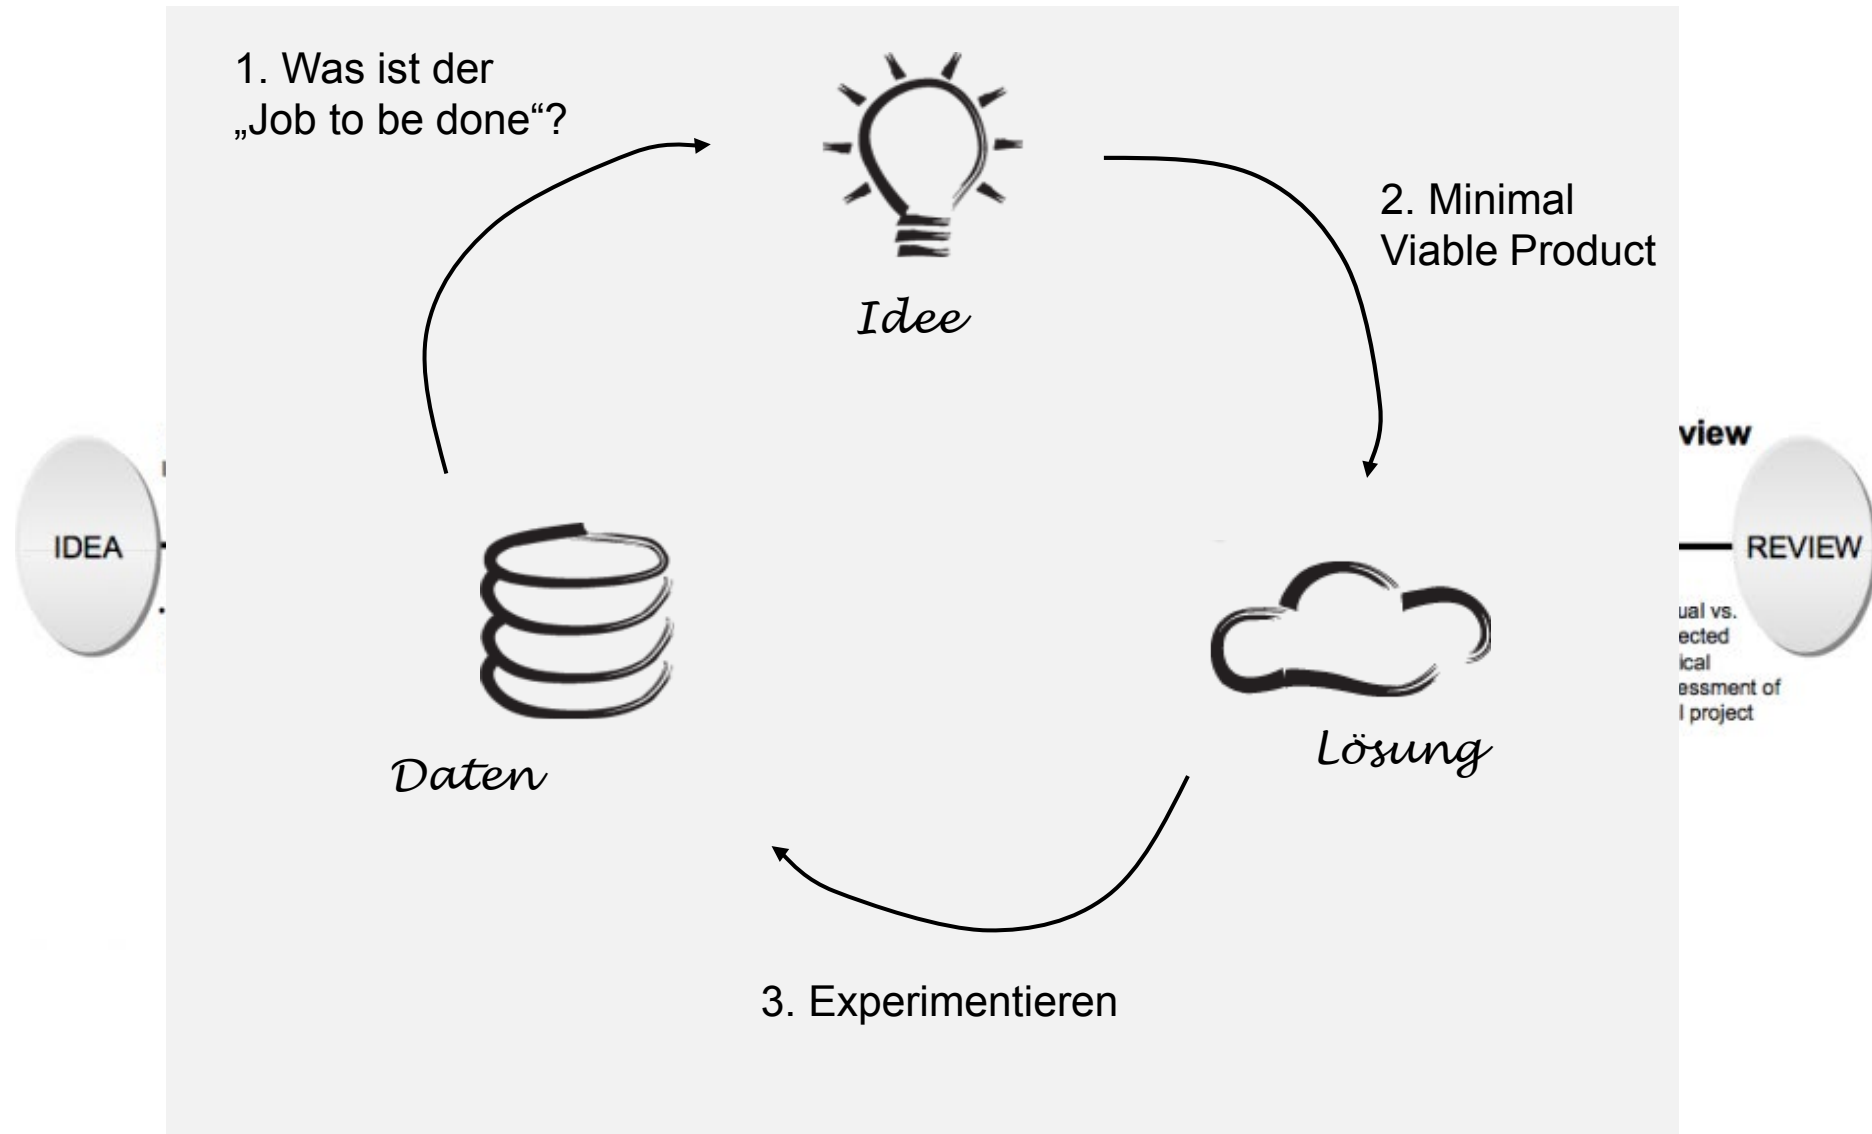 1. Was ist der
„Job to be done“?
2. Minimal
Viable Product
Idee
view
IDEA
REVIEW
ual vs.
ected
ical
essment of
l project
Lösung
Daten
3. Experimentieren